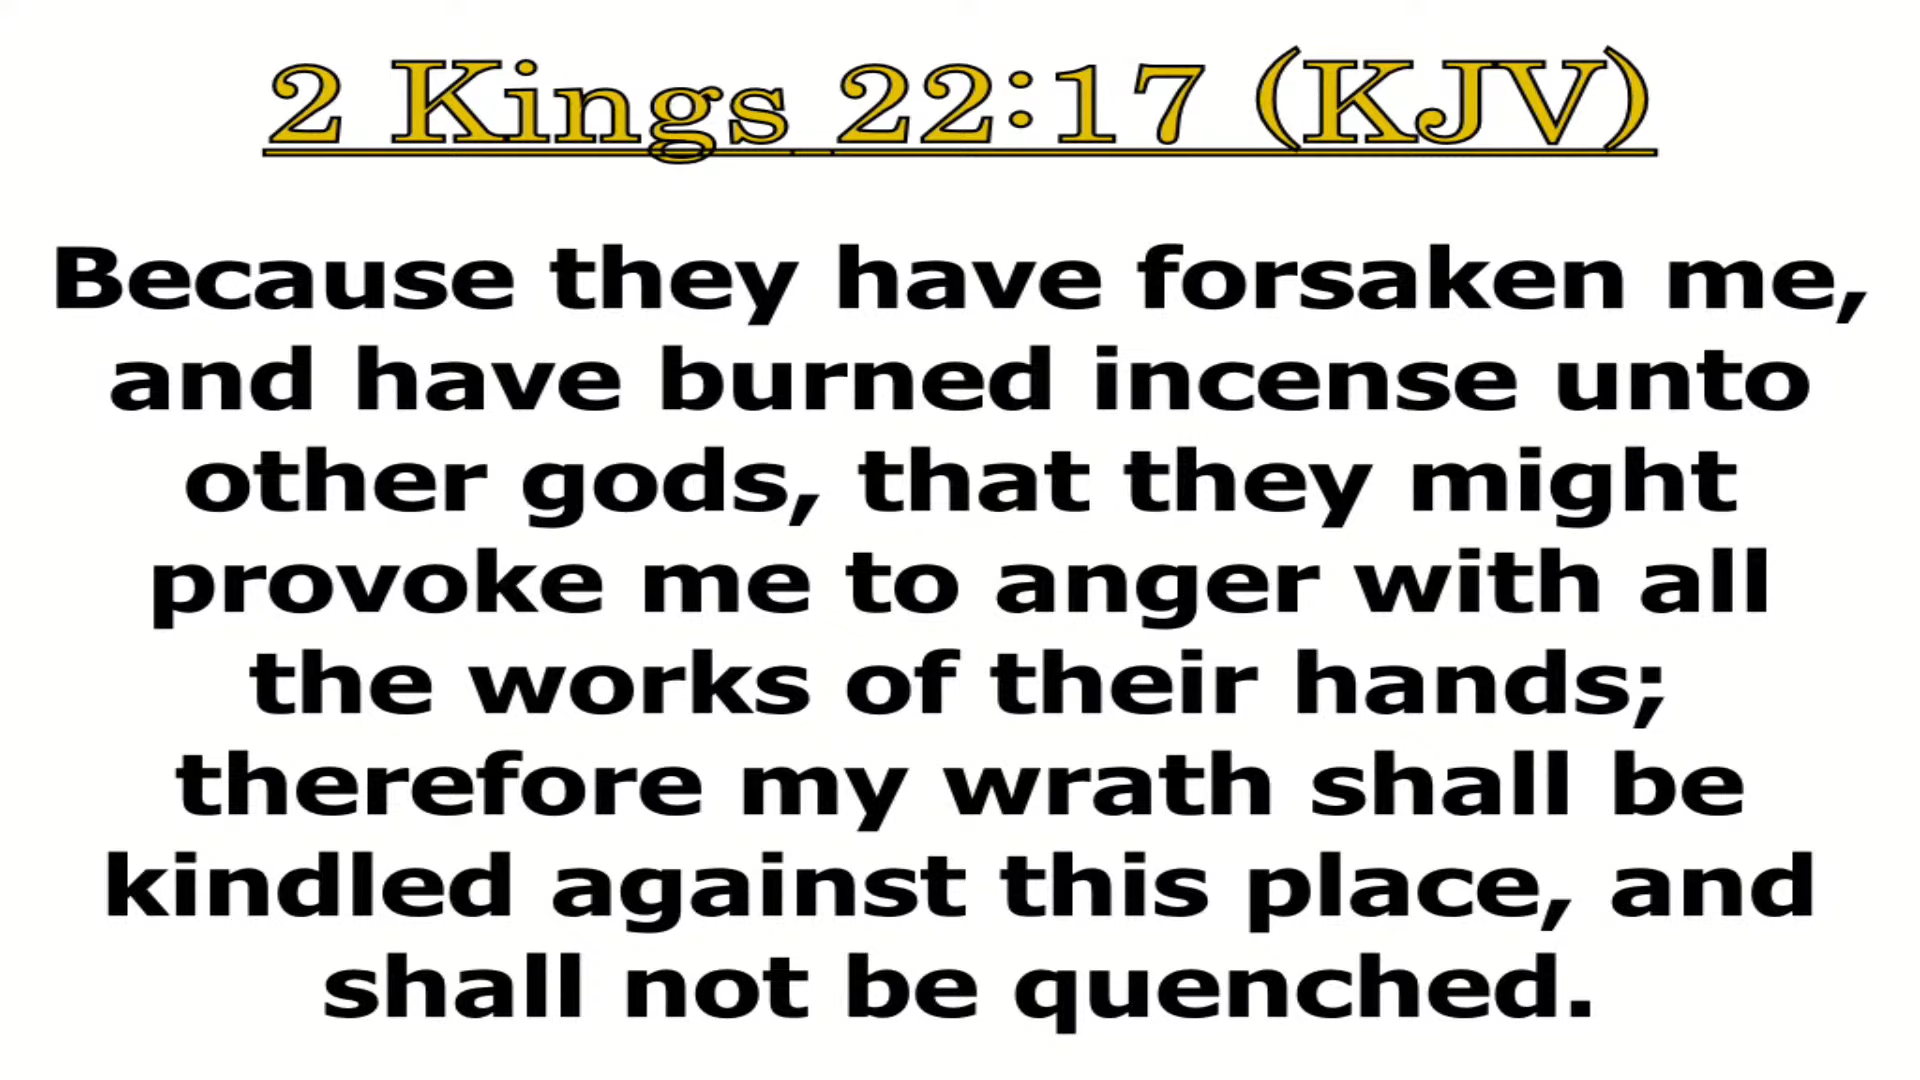 2 Kings 22:17 (KJV)
Because they have forsaken me,
and have burned incense unto
other gods, that they might
provoke me to anger with all
the works of their hands;
therefore my wrath shall be
kindled against this place, and
shall not be quenched.